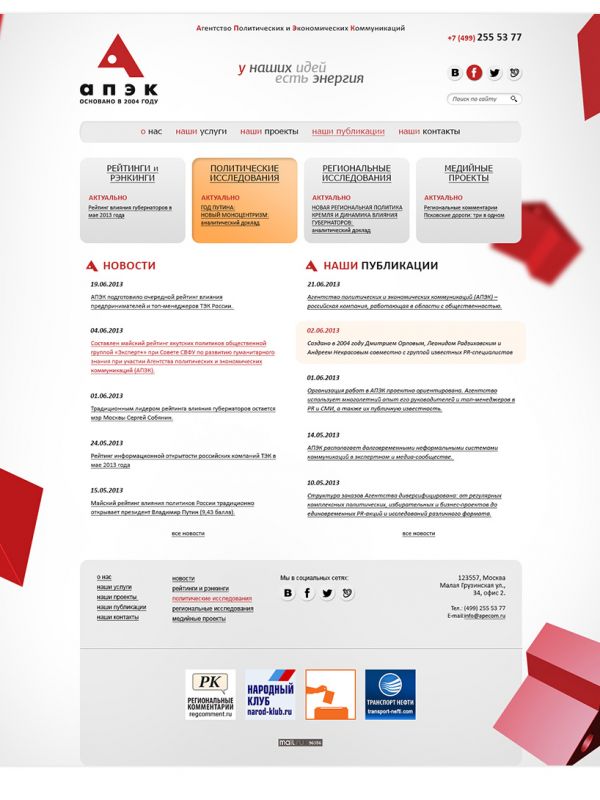 Агентство Политических и Экономических Коммуникаций
+7 (499) 255 53 77
апэк
ОСНОВАНО В 2004 ГОДУ
у наших идей
есть энергия
Поиск по сайту
о нас
наши услуги
наши проекты
наши публикации
наши контакты
РЕЙТИНГИ и
РЭНКИНГИ
АКТУАЛЬНО
Рейтинг влияния губернаторов в
мае 2013 года
ПОЛИТИЧЕСКИЕ
ИССЛЕДОВАНИЯ
АКТУАЛЬНО
ГОД ПУТИНА:
НОВЫЙ МОНОЦЕНТРИЗМ:
аналитический доклад
РЕГИОНАЛЬНЫЕ
ИССЛЕДОВАНИЯ
АКТУАЛЬНО
НОВАЯ РЕГИОНАЛЬНАЯ ПОЛИТИКА
КРЕМЛЯ И ДИНАМИКА ВЛИЯНИЯ
ГУБЕРНАТОРОВ:
аналитический доклад
МЕДИЙНЫЕ
ПРОЕКТЫ
АКТУАЛЬНО
Региональные комментарии
Псковские дороги: три в одном
НОВОСТИ
19.06.2013
АПЭК подготовило очередной рейтинг влияния
предпринимателей и топ-менеджеров ТЭК России.
04.06.2013
Составлен майский рейтинг якутских политиков общественной
группой «Эксперт» при Совете СВФУ по развитию гуманитарного
знания при участии Агентства политических и экономических
коммуникаций (АПЭК).
01.06.2013
Традиционным лидером рейтинга влияния губернаторов остается
мэр Москвы Сергей Собянин.
24.05.2013
Рейтинг информационной открытости российских компаний ТЭК в
мае 2013 года
15.05.2013
Майский рейтинг влияния политиков России традиционно
открывает президент Владимир Путин (9,43 балла).
все новости
НАШИ ПУБЛИКАЦИИ
21.06.2013
Агентство политических и экономических коммуникаций (АПЭК) –
российская компания, работающая в области с общественностью.
02.06.2013
Создано в 2004 году Дмитрием Орловым, Леонидом Радзиховским и
Андреем Некрасовым совместно с группой известных PR-специалистов
01.06.2013
Организация работ в АПЭК проектно ориентирована. Агентство
использует многолетний опыт его руководителей и топ-менеджеров в
PR и СМИ, а также их публичную известность.
14.05.2013
АПЭК располагает долговременными неформальными системами
коммуникаций в экспертном и медиа-сообществе.
10.05.2013
Структура заказов Агентства диверсифицирована: от регулярных
комплексных политических, избирательных и бизнес-проектов до
единовременных PR-акций и исследований различного формата.
все новости
о нас
наши услуги
наши проекты
наши публикации
наши контакты
новости
рейтинги и рэнкинги
политические исследования
региональные исследования
медийные проекты
Мы в социальных сетях:
123557, Москва
Малая Грузинская ул.,
34, офис 2.
Тел.: (499) 255 53 77
E-mail:info@apecom.ru
РК
РЕГИОНАЛЬНЫЕ
КОММЕНТАРИИ
regcomment.ru
НАРОДНЫЙ
КЛУБ
narod-klub.ru
ТРАНСПОРТ НЕФТИ
transport-nefti.com
mail.ru